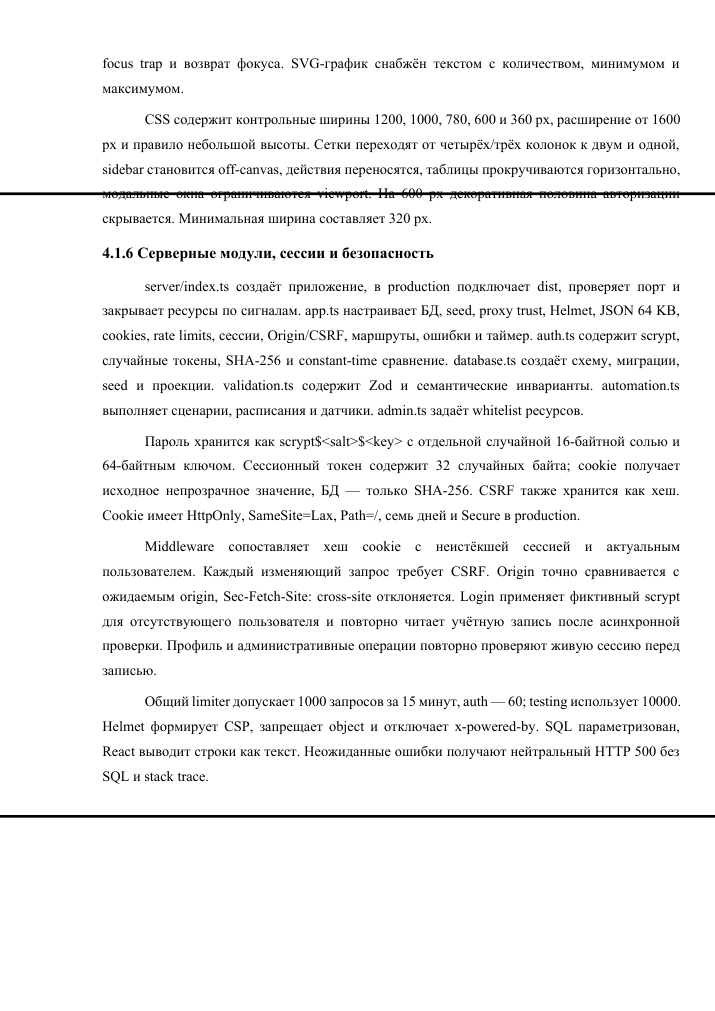 focus trap и возврат фокуса. SVG-график снабжён текстом с количеством, минимумом и
максимумом.
CSS содержит контрольные ширины 1200, 1000, 780, 600 и 360 px, расширение от 1600
px и правило небольшой высоты. Сетки переходят от четырёх/трёх колонок к двум и одной,
sidebar становится off-canvas, действия переносятся, таблицы прокручиваются горизонтально,
модальные окна ограничиваются viewport. На 600 px декоративная половина авторизации
скрывается. Минимальная ширина составляет 320 px.
4.1.6 Серверные модули, сессии и безопасность
server/index.ts создаёт приложение, в production подключает dist, проверяет порт и
закрывает ресурсы по сигналам. app.ts настраивает БД, seed, proxy trust, Helmet, JSON 64 KB,
cookies, rate limits, сессии, Origin/CSRF, маршруты, ошибки и таймер. auth.ts содержит scrypt,
случайные токены, SHA-256 и constant-time сравнение. database.ts создаёт схему, миграции,
seed и проекции. validation.ts содержит Zod и семантические инварианты. automation.ts
выполняет сценарии, расписания и датчики. admin.ts задаёт whitelist ресурсов.
Пароль хранится как scrypt$<salt>$<key> с отдельной случайной 16-байтной солью и
64-байтным ключом. Сессионный токен содержит 32 случайных байта; cookie получает
исходное непрозрачное значение, БД — только SHA-256. CSRF также хранится как хеш.
Cookie имеет HttpOnly, SameSite=Lax, Path=/, семь дней и Secure в production.
Middleware сопоставляет хеш cookie с неистёкшей сессией и актуальным
пользователем. Каждый изменяющий запрос требует CSRF. Origin точно сравнивается с
ожидаемым origin, Sec-Fetch-Site: cross-site отклоняется. Login применяет фиктивный scrypt
для отсутствующего пользователя и повторно читает учётную запись после асинхронной
проверки. Профиль и административные операции повторно проверяют живую сессию перед
записью.
Общий limiter допускает 1000 запросов за 15 минут, auth — 60; testing использует 10000.
Helmet формирует CSP, запрещает object и отключает x-powered-by. SQL параметризован,
React выводит строки как текст. Неожиданные ошибки получают нейтральный HTTP 500 без
SQL и stack trace.